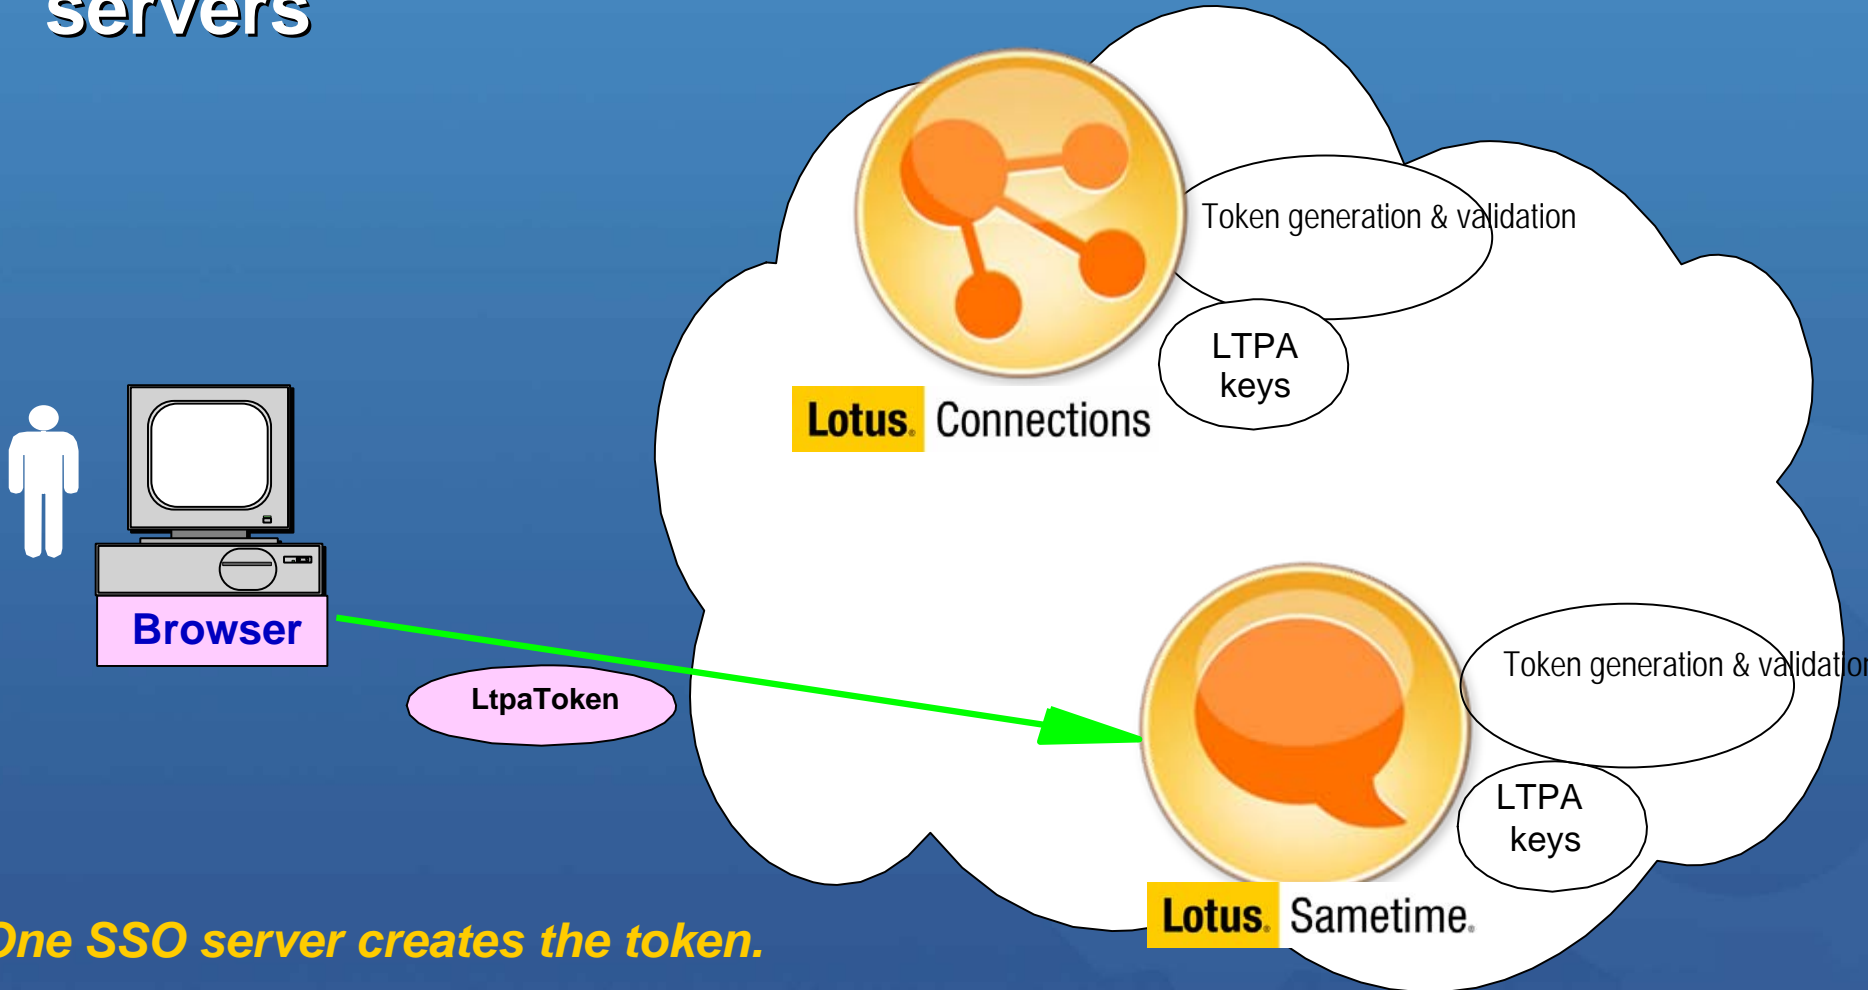 servers
Token generation & validation
LTPA
keys
Lotus. Connections
Browser
LtpaToken
Token generation & validation
LTPA
keys
Lotus. Sametime.
One SSO server creates the token.